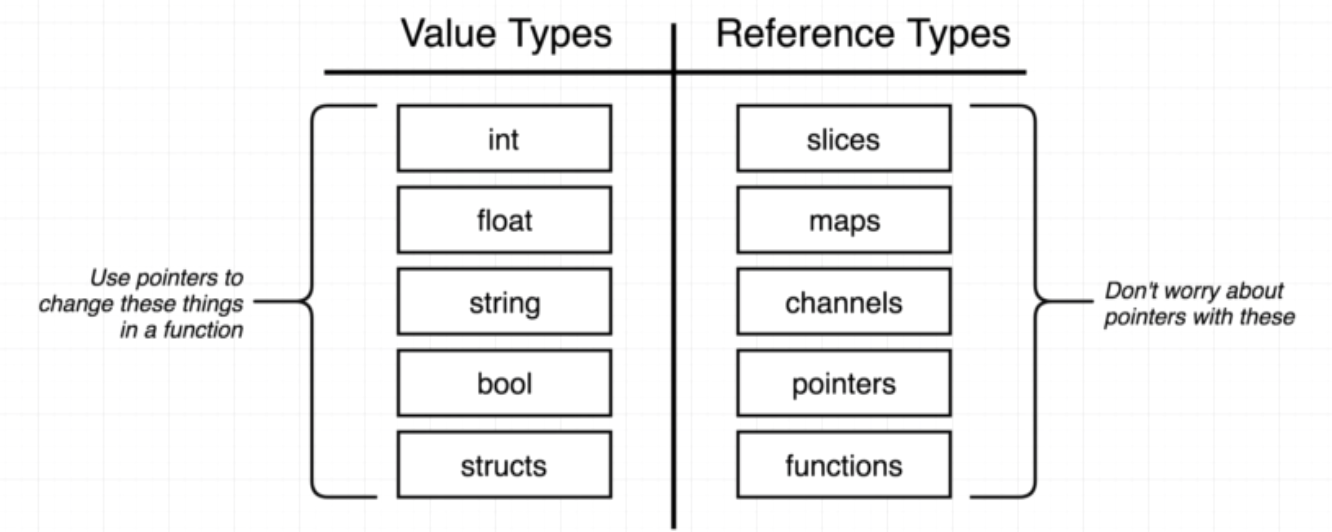 Value Types
Reference Types
int
slices
float
maps
Use pointers to
change these things
in a function
string
channels
Don't worry about
pointers with these
bool
pointers
structs
functions